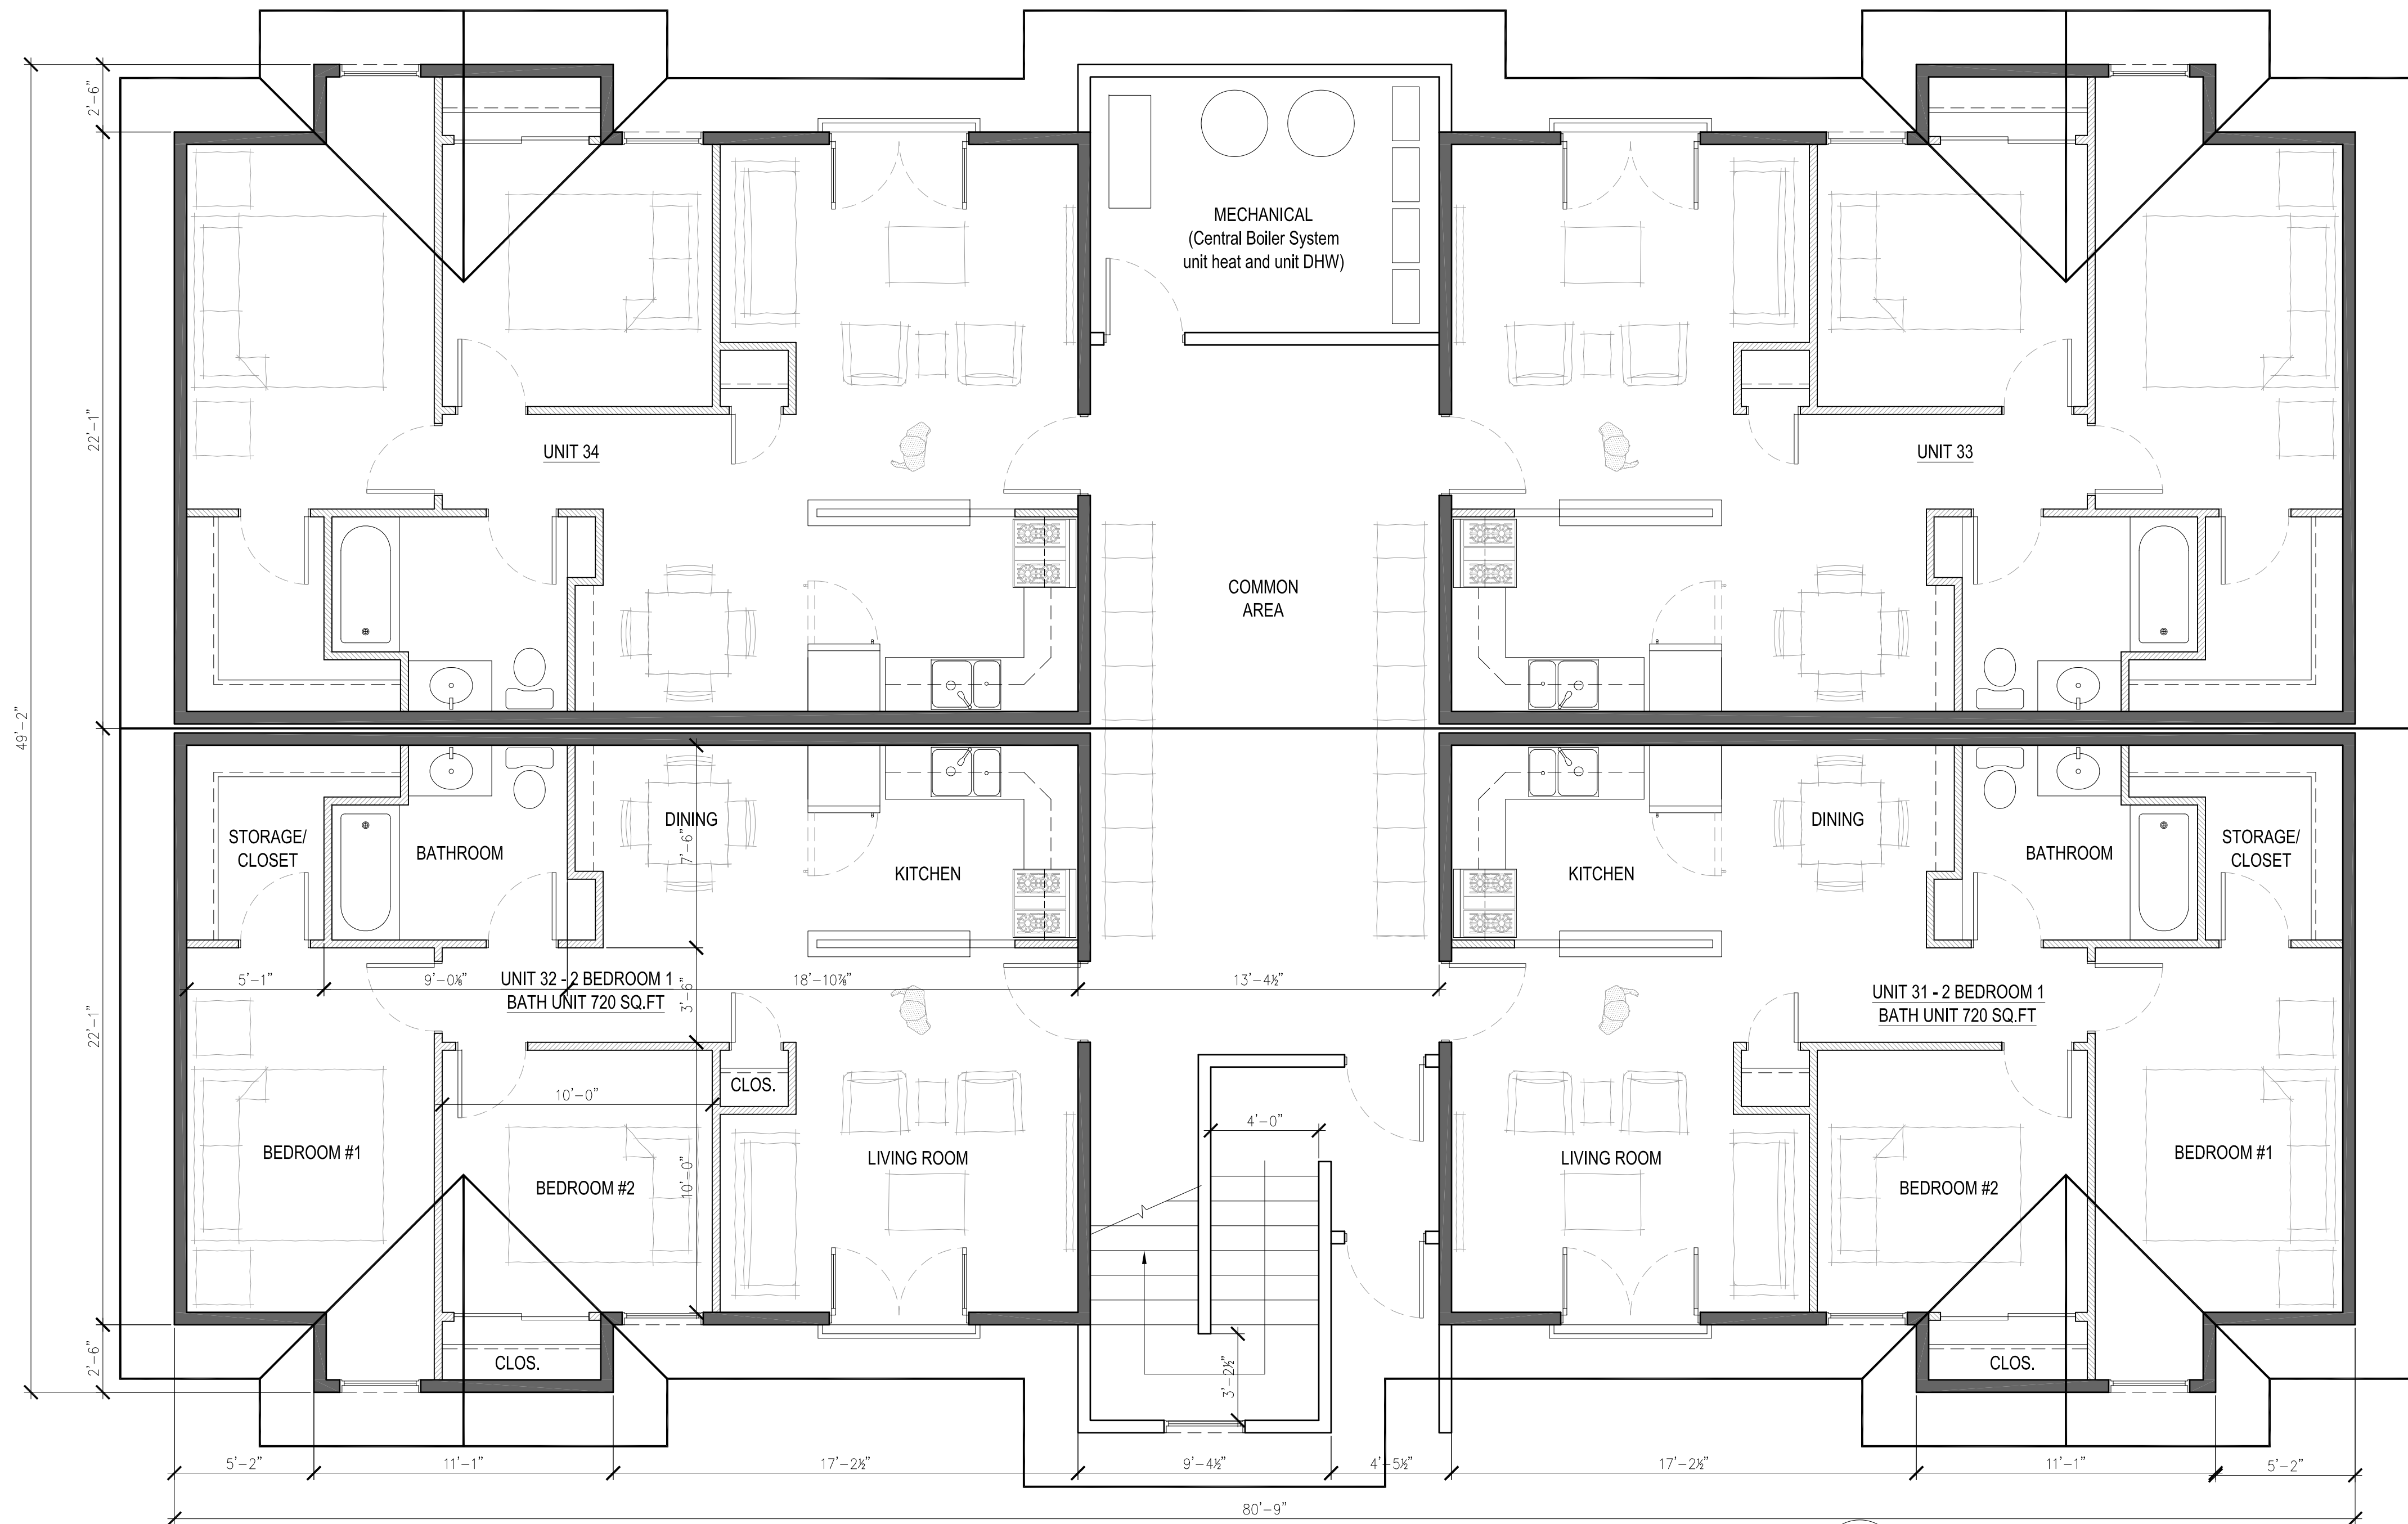 2'-6"
MECHANICAL
(Central Boiler System
unit heat and unit DHW)
22'-1"
UNIT 34
UNIT 33
COMMON
AREA
49'-2"
STORAGE/
CLOSET
BATHROOM
DINING
7'-6"
KITCHEN
KITCHEN
DINING
BATHROOM
STORAGE/
CLOSET
5'-1"
9'-0⅛"
UNIT 32 - 2 BEDROOM 1
BATH UNIT 720 SQ.FT
3'-6"
18'-10⅞"
13'-4½"
UNIT 31 - 2 BEDROOM 1
BATH UNIT 720 SQ.FT
22'-1"
10'-0"
CLOS.
4'-0"
BEDROOM #1
BEDROOM #2
10'-0"
LIVING ROOM
LIVING ROOM
BEDROOM #2
BEDROOM #1
2'-6"
CLOS.
3'-2½"
CLOS.
5'-2"
11'-1"
17'-2½"
9'-4½"
4'-5½"
17'-2½"
11'-1"
5'-2"
80'-9"